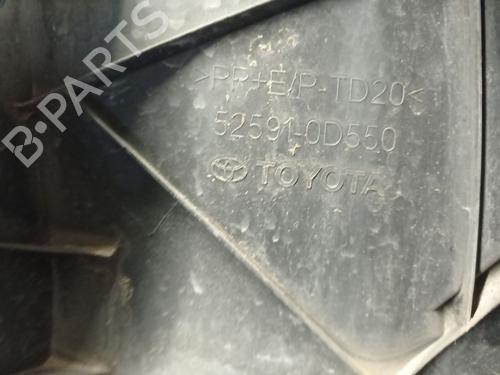 >PP+E/P-TD20<
52591-0D550
TOYOTA
B-PARTS